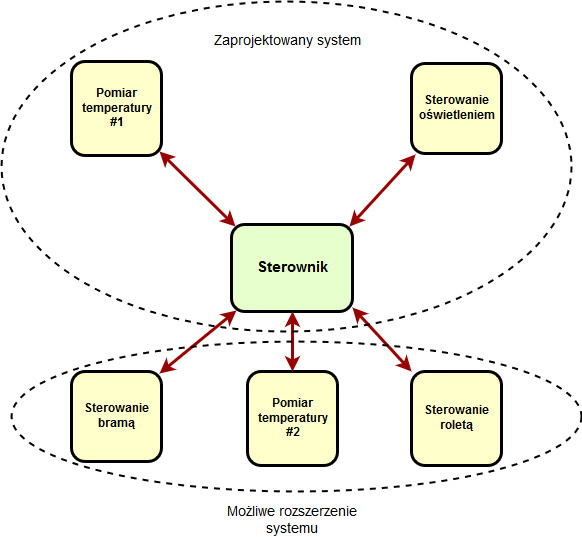 Zaprojektowany system
Pomiar
temperatury
#1
Sterowanie
oświetleniem
Sterownik
Sterowanie
bramą
Pomiar
temperatury
#2
Sterowanie
roletą
Możliwe rozszerzenie
systemu